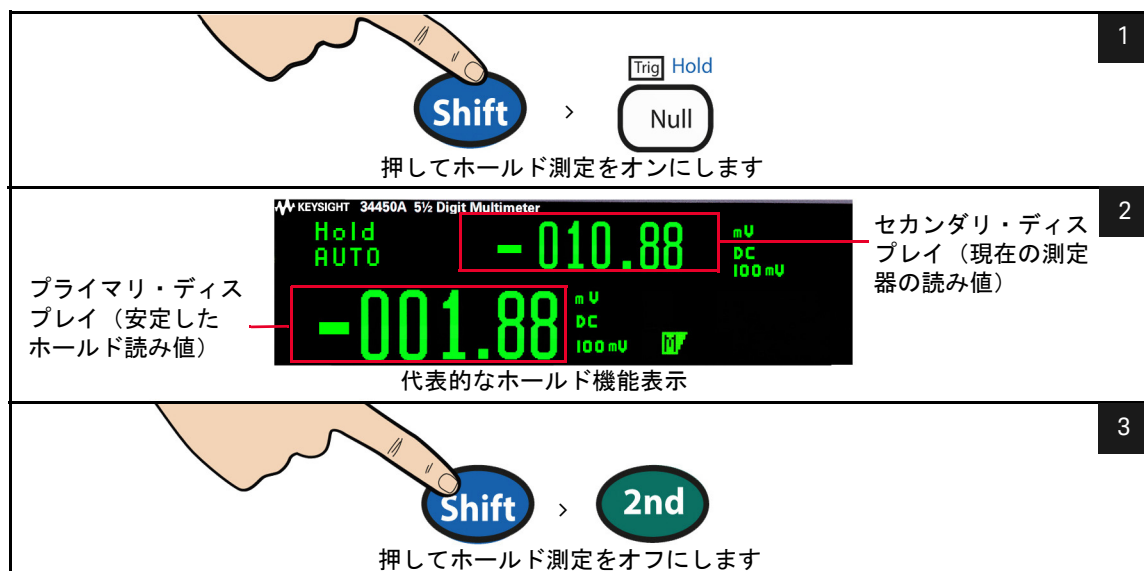 1
Trig Hold
Shift > Null
押してホールド測定をオンにします
2
KEYSIGHT 34450A 5½ Digit Multimeter
Hold
AUTO
-010.88
mV
DC
100 mV
セカンダリ・ディス
プレイ（現在の測定
器の読み値）
プライマリ・ディス
プレイ（安定した
ホールド読み値）
-001.88
mV
DC
100 mV
M
代表的なホールド機能表示
3
Shift > 2nd
押してホールド測定をオフにします